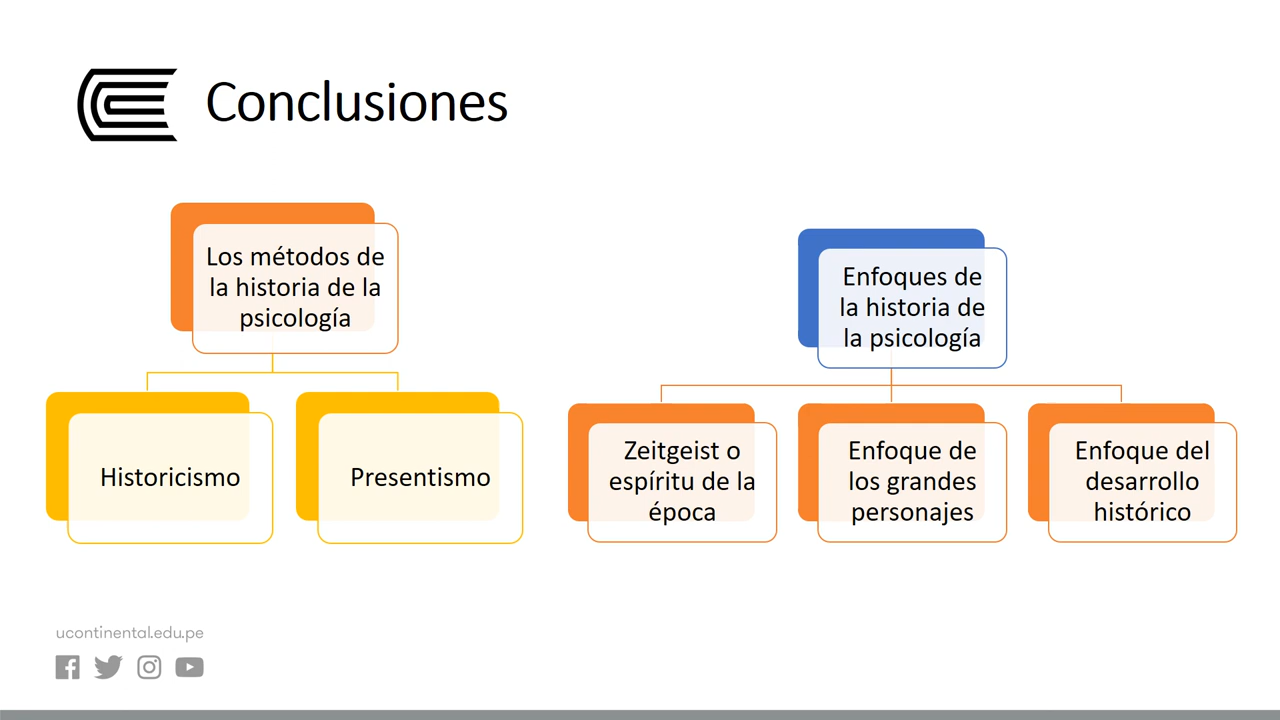 Conclusiones
Los métodos de
la historia de la
psicología
Historicismo
Presentismo
Enfoques de
la historia de
la psicología
Zeitgeist o
espíritu de la
época
Enfoque de
los grandes
personajes
Enfoque del
desarrollo
histórico
ucontinental.edu.pe